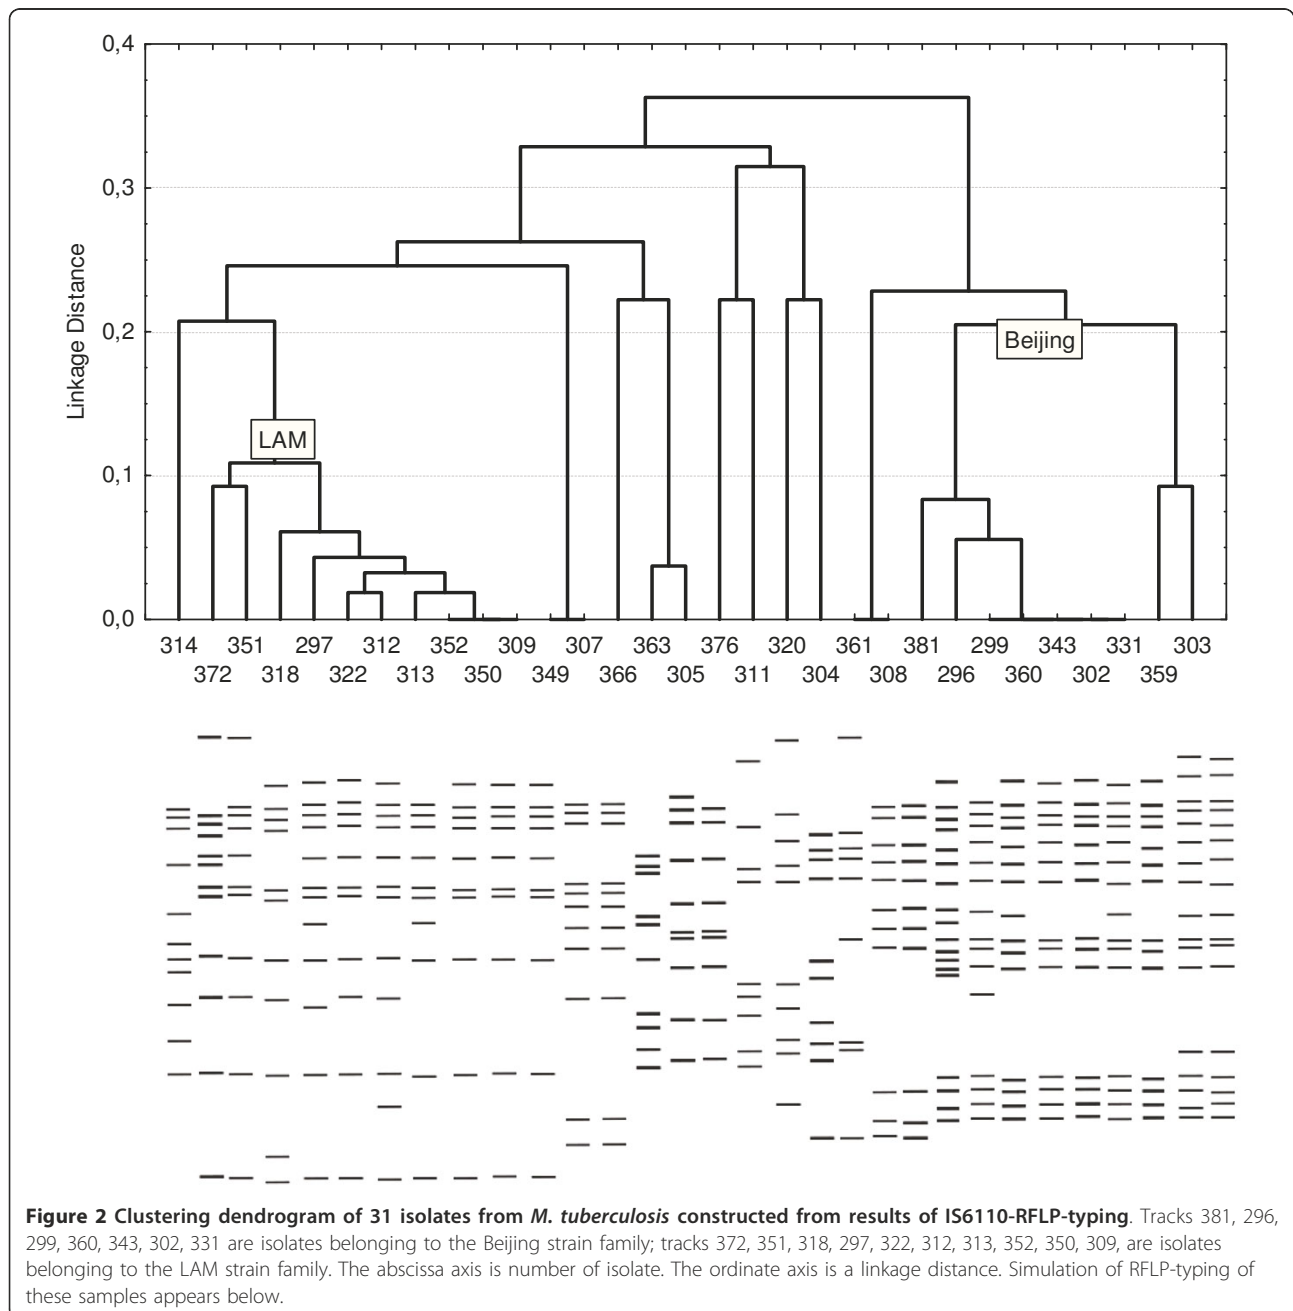 0,4
0,3
0,2
0,1
0,0
Linkage Distance
LAM
Beijing
314 351 297 312 352 309 307 363 376 320 361 381 299 343 331 303
372 318 322 313 350 349 366 305 311 304 308 296 360 302 359
Figure 2 Clustering dendrogram of 31 isolates from M. tuberculosis constructed from results of IS6110-RFLP-typing. Tracks 381, 296,
299, 360, 343, 302, 331 are isolates belonging to the Beijing strain family; tracks 372, 351, 318, 297, 322, 312, 313, 352, 350, 309, are isolates
belonging to the LAM strain family. The abscissa axis is number of isolate. The ordinate axis is a linkage distance. Simulation of RFLP-typing of
these samples appears below.